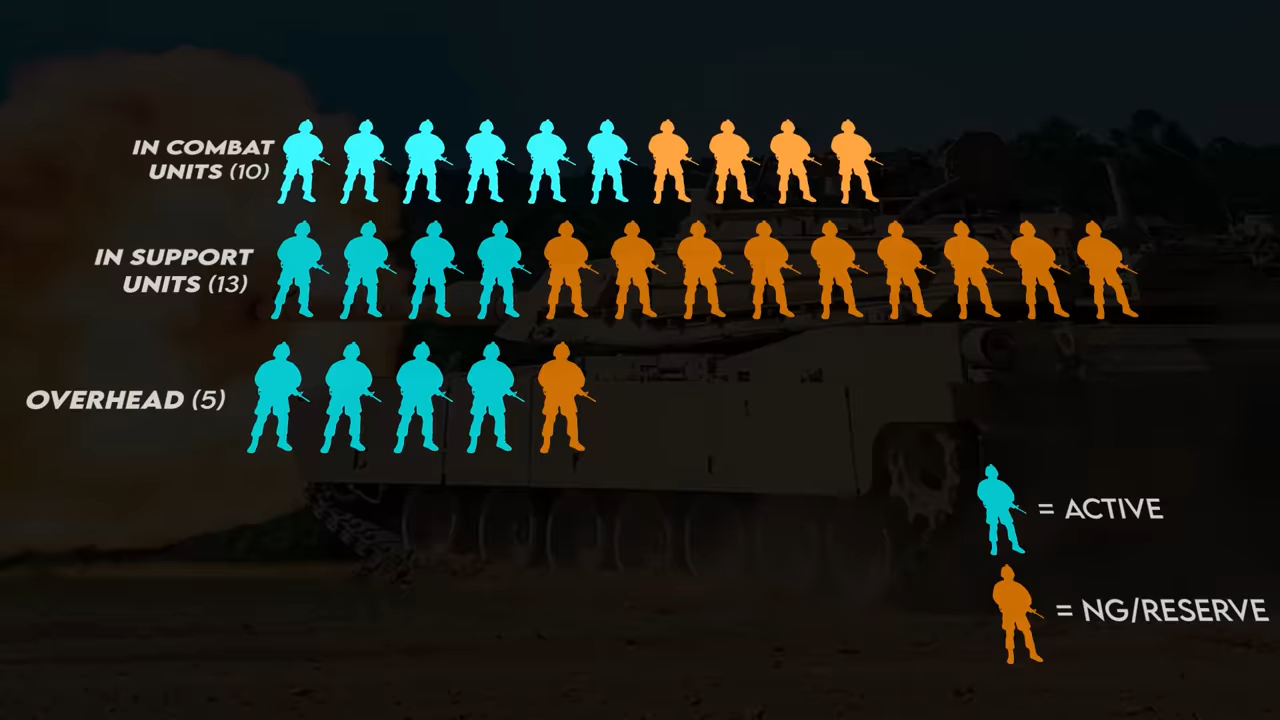 IN COMBAT
UNITS (10)
IN SUPPORT
UNITS (13)
OVERHEAD (5)
= ACTIVE
= NG/RESERVE